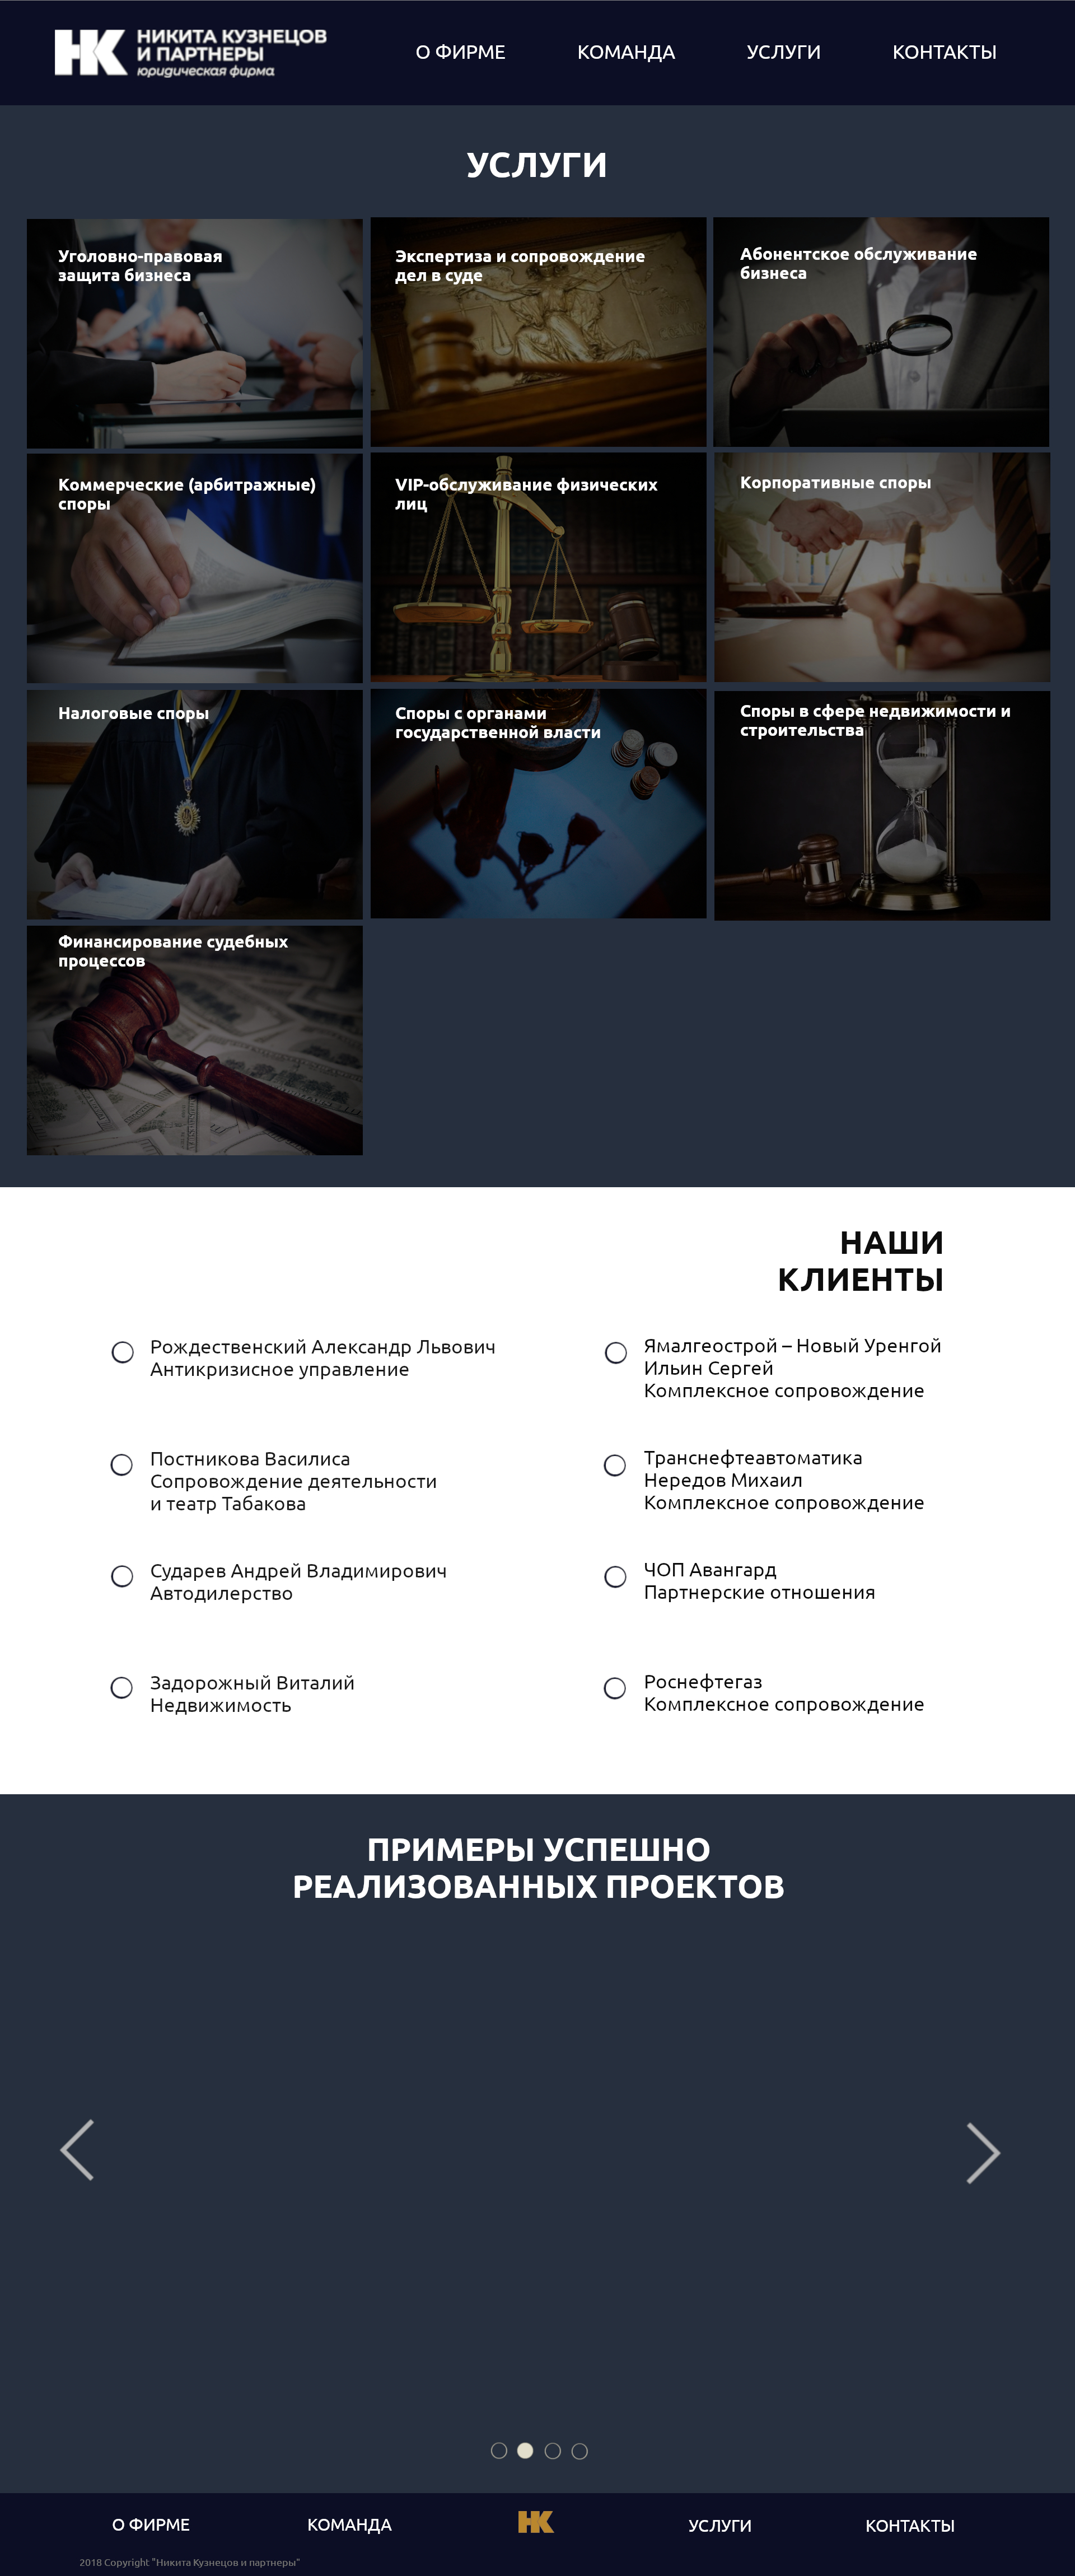 НК
НИКИТА КУЗНЕЦОВ
И ПАРТНЕРЫ
юридическая фирма
О ФИРМЕ
КОМАНДА
УСЛУГИ
КОНТАКТЫ
УСЛУГИ
Уголовно-правовая
защита бизнеса
Экспертиза и сопровождение
дел в суде
Абонентское обслуживание
бизнеса
Коммерческие (арбитражные)
споры
VIP-обслуживание физических
лиц
Корпоративные споры
Налоговые споры
Споры с органами
государственной власти
Споры в сфере недвижимости и
строительства
Финансирование судебных
процессов
НАШИ
КЛИЕНТЫ
Рождественский Александр Львович
Антикризисное управление
Ямалгеострой – Новый Уренгой
Ильин Сергей
Комплексное сопровождение
Постникова Василиса
Сопровождение деятельности
и театр Табакова
Транснефтеавтоматика
Нередов Михаил
Комплексное сопровождение
Сударев Андрей Владимирович
Автодилерство
ЧОП Авангард
Партнерские отношения
Задорожный Виталий
Недвижимость
Роснефтегаз
Комплексное сопровождение
ПРИМЕРЫ УСПЕШНО
РЕАЛИЗОВАННЫХ ПРОЕКТОВ
О ФИРМЕ
КОМАНДА
НК
УСЛУГИ
КОНТАКТЫ
2018 Copyright "Никита Кузнецов и партнеры"